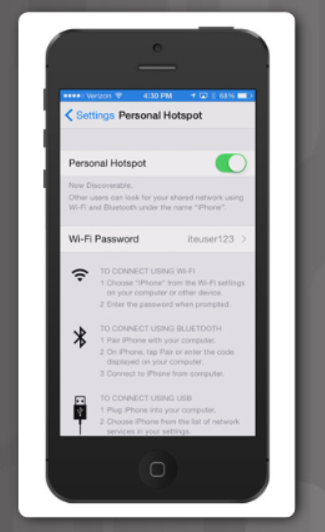 Verizon 4:30 PM 88%
Settings Personal Hotspot
Personal Hotspot
Now Discoverable.
Other users can look for your shared network using
Wi-Fi and Bluetooth under the name "iPhone".
Wi-Fi Password iteuser123
TO CONNECT USING WI-FI
1 Choose "iPhone" from the Wi-Fi settings
on your computer or other device.
2 Enter the password when prompted.
TO CONNECT USING BLUETOOTH
1 Pair iPhone with your computer.
2 On iPhone, tap Pair or enter the code
displayed on your computer.
3 Connect to iPhone from computer.
TO CONNECT USING USB
1 Plug iPhone into your computer.
2 Choose iPhone from the list of network
services in your settings.